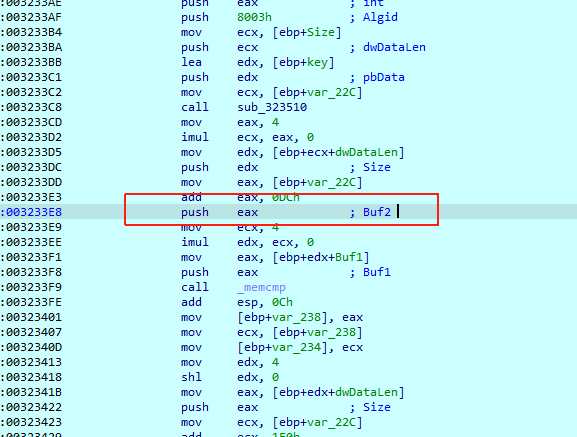 :003233AE push eax ; int
:003233AF push 8003h ; Algid
:003233B4 mov ecx, [ebp+Size]
:003233BA push ecx ; dwDataLen
:003233BB lea edx, [ebp+key]
:003233C1 push edx ; pbData
:003233C2 mov ecx, [ebp+var_22C]
:003233C8 call sub_323510
:003233CD mov eax, 4
:003233D2 imul ecx, eax, 0
:003233D5 mov edx, [ebp+ecx+dwDataLen]
:003233DC push edx ; Size
:003233DD mov eax, [ebp+var_22C]
:003233E3 add eax, 0DCh
:003233E8 push eax ; Buf2
:003233E9 mov ecx, 4
:003233EE imul edx, ecx, 0
:003233F1 mov eax, [ebp+edx+Buf1]
:003233F8 push eax ; Buf1
:003233F9 call _memcmp
:003233FE add esp, 0Ch
:00323401 mov [ebp+var_238], eax
:00323407 mov ecx, [ebp+var_238]
:0032340D mov [ebp+var_234], ecx
:00323413 mov edx, 4
:00323418 shl edx, 0
:0032341B mov eax, [ebp+edx+dwDataLen]
:00323422 push eax ; Size
:00323423 mov ecx, [ebp+var_22C]
:00323429 add ecx, 1E0h